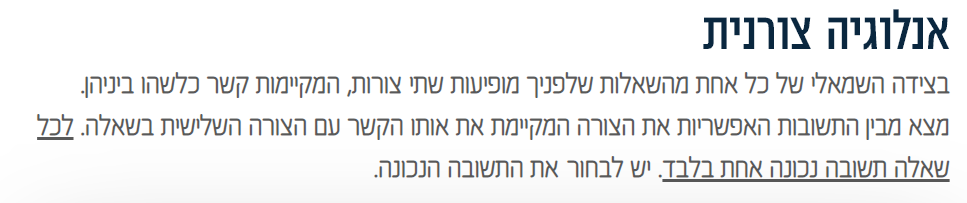 אנלוגיה צורנית
בצידה השמאלי של כל אחת מהשאלות שלפניך מופיעות שתי צורות, המקיימות קשר כלשהו ביניהן.
מצא מבין התשובות האפשריות את הצורה המקיימת את אותו הקשר עם הצורה השלישית בשאלה. לכל
שאלה תשובה נכונה אחת בלבד. יש לבחור את התשובה הנכונה.